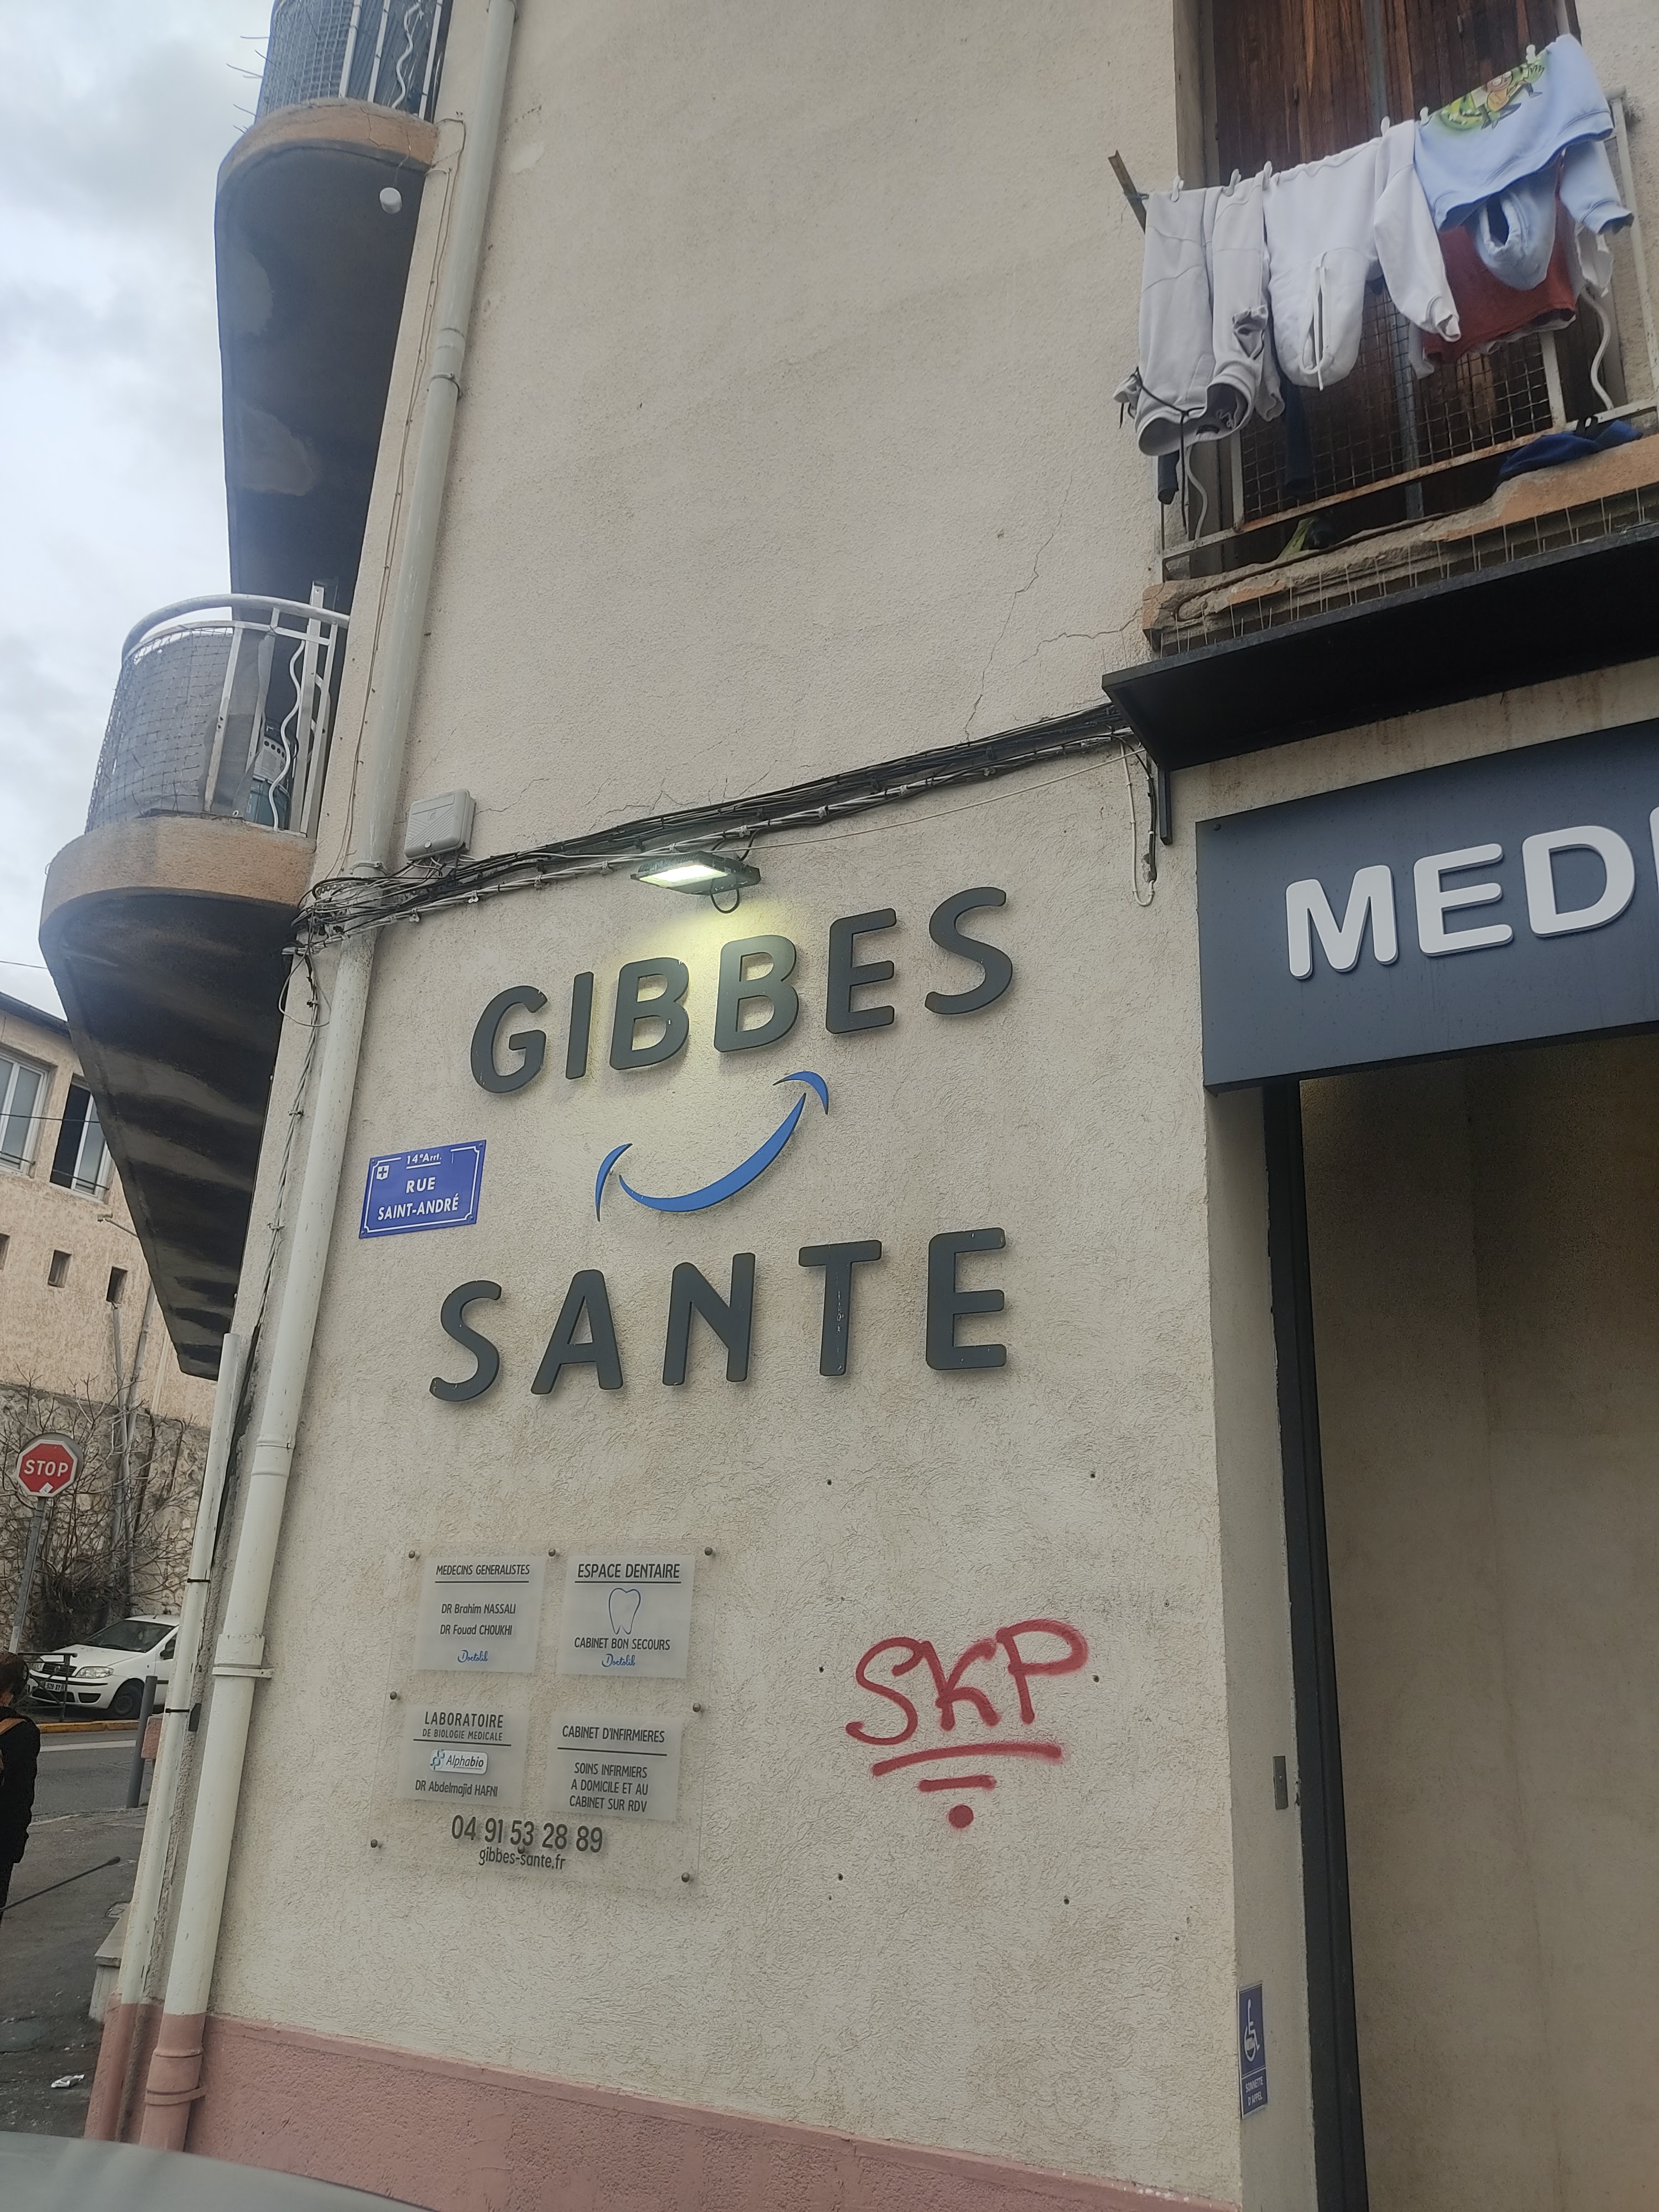 MED
GIBBES
14e Arrt.
RUE
SAINT-ANDRÉ
SANTE
STOP
MEDECINS GENERALISTES
DR Brahim NASSALI
DR Fouad CHOUKHI
Doctolib
ESPACE DENTAIRE
CABINET BON SECOURS
Doctolib
LABORATOIRE
DE BIOLOGIE MEDICALE
Alphabio
DR Abdelmajid HAFNI
CABINET D'INFIRMIERES
SOINS INFIRMIERS
A DOMICILE ET AU
CABINET SUR RDV
04 91 53 28 89
gibbes-sante.fr
SKP
SONNETTE
D'APPEL